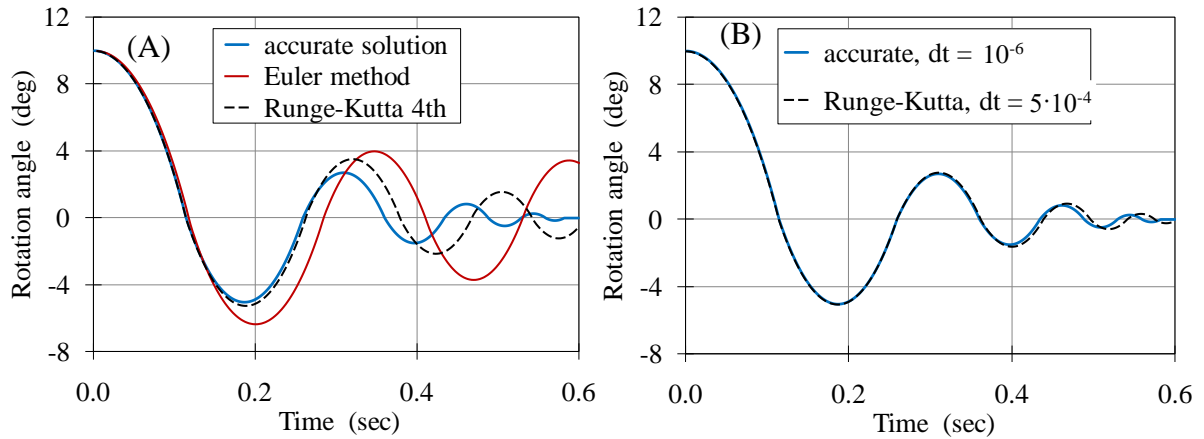 (A)
accurate solution
Euler method
Runge-Kutta 4th
Rotation angle (deg)
12
8
4
0
-4
-8
0.0 0.2 0.4 0.6
Time (sec)
(B)
accurate, dt = 10⁻⁶
Runge-Kutta, dt = 5·10⁻⁴
Rotation angle (deg)
12
8
4
0
-4
-8
0.0 0.2 0.4 0.6
Time (sec)